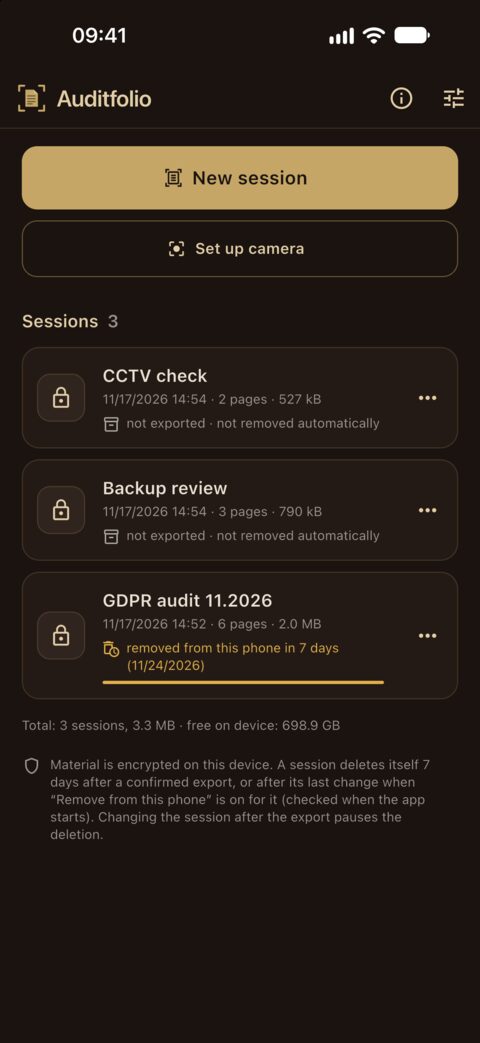 09:41
Auditfolio
New session
Set up camera
Sessions 3
CCTV check
11/17/2026 14:54 · 2 pages · 527 kB
not exported · not removed automatically
Backup review
11/17/2026 14:54 · 3 pages · 790 kB
not exported · not removed automatically
GDPR audit 11.2026
11/17/2026 14:52 · 6 pages · 2.0 MB
removed from this phone in 7 days
(11/24/2026)
Total: 3 sessions, 3.3 MB · free on device: 698.9 GB
Material is encrypted on this device. A session deletes itself 7
days after a confirmed export, or after its last change when
“Remove from this phone” is on for it (checked when the app
starts). Changing the session after the export pauses the
deletion.